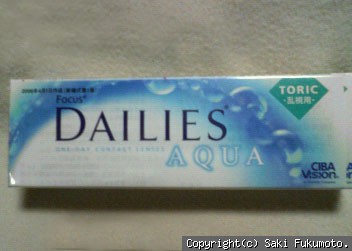 TORIC
乱視用
Focus®
DAILIES®
AQUA
ONE-DAY CONTACT LENSES
CIBA
VISION
Copyright(c) Saki Fukumoto.